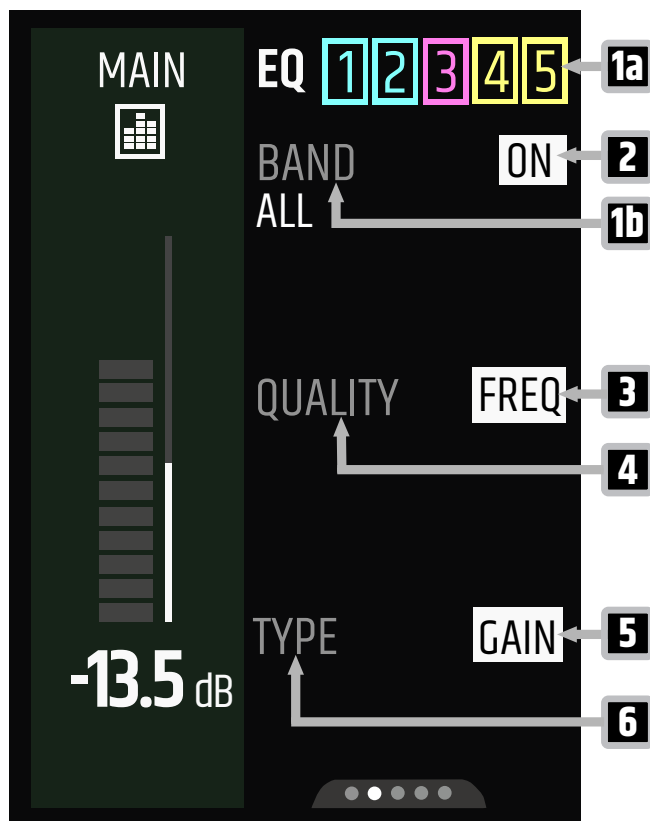 MAIN
EQ 1 2 3 4 5
1a
BAND
ON
2
ALL
1b
QUALITY
FREQ
3
4
TYPE
GAIN
5
-13.5 dB
6